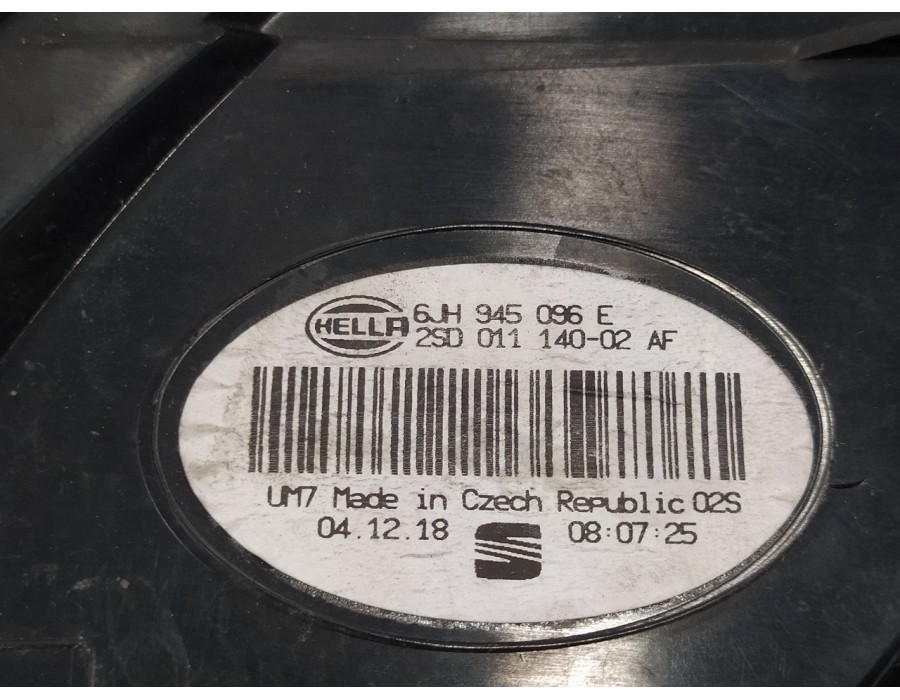 HELLA 6JH 945 096 E
2SD 011 140-02 AF
UM7 Made in Czech Republic 02S
04.12.18 08:07:25